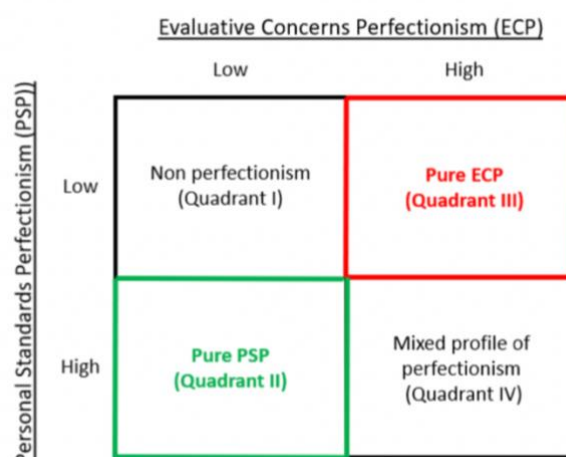 Evaluative Concerns Perfectionism (ECP)
Low
High
Personal Standards Perfectionism (PSP))
Low
Non perfectionism
(Quadrant I)
Pure ECP
(Quadrant III)
High
Pure PSP
(Quadrant II)
Mixed profile of
perfectionism
(Quadrant IV)